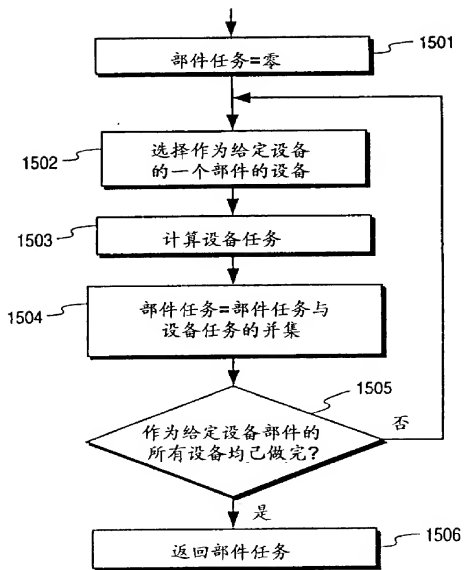 部件任务=零
1501
选择作为给定设备
的一个部件的设备
1502
计算设备任务
1503
部件任务=部件任务与
设备任务的并集
1504
1505
作为给定设备部件的
所有设备均已做完?
否
是
返回部件任务
1506